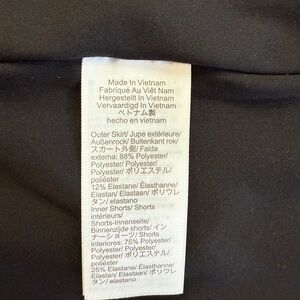 Made In Vietnam
Fabriqué Au Viêt Nam
Hergestellt In Vietnam
Vervaardigd In Vietnam
ベトナム製
hecho en vietnam
Outer Skirt/ Jupe extérieure/
Außenrock/ Buitenkant rok/
スカート外側/ Falda
externa: 88% Polyester/
Polyester/ Polyester/
Polyester/ ポリエステル/
poliéster
12% Elastane/ Élasthanne/
Elastan/ Elastaan/ ポリウレ
タン/ elastano
Inner Shorts/ Shorts
intérieurs/
Shorts-Innenseite/
Binnenzijde shorts/ イン
ナーショーツ/ Shorts
interiores: 75% Polyester/
Polyester/ Polyester/
Polyester/ ポリエステル/
poliéster
25% Elastane/ Élasthanne/
Elastan/ Elastaan/ ポリウレ
タン/ elastano